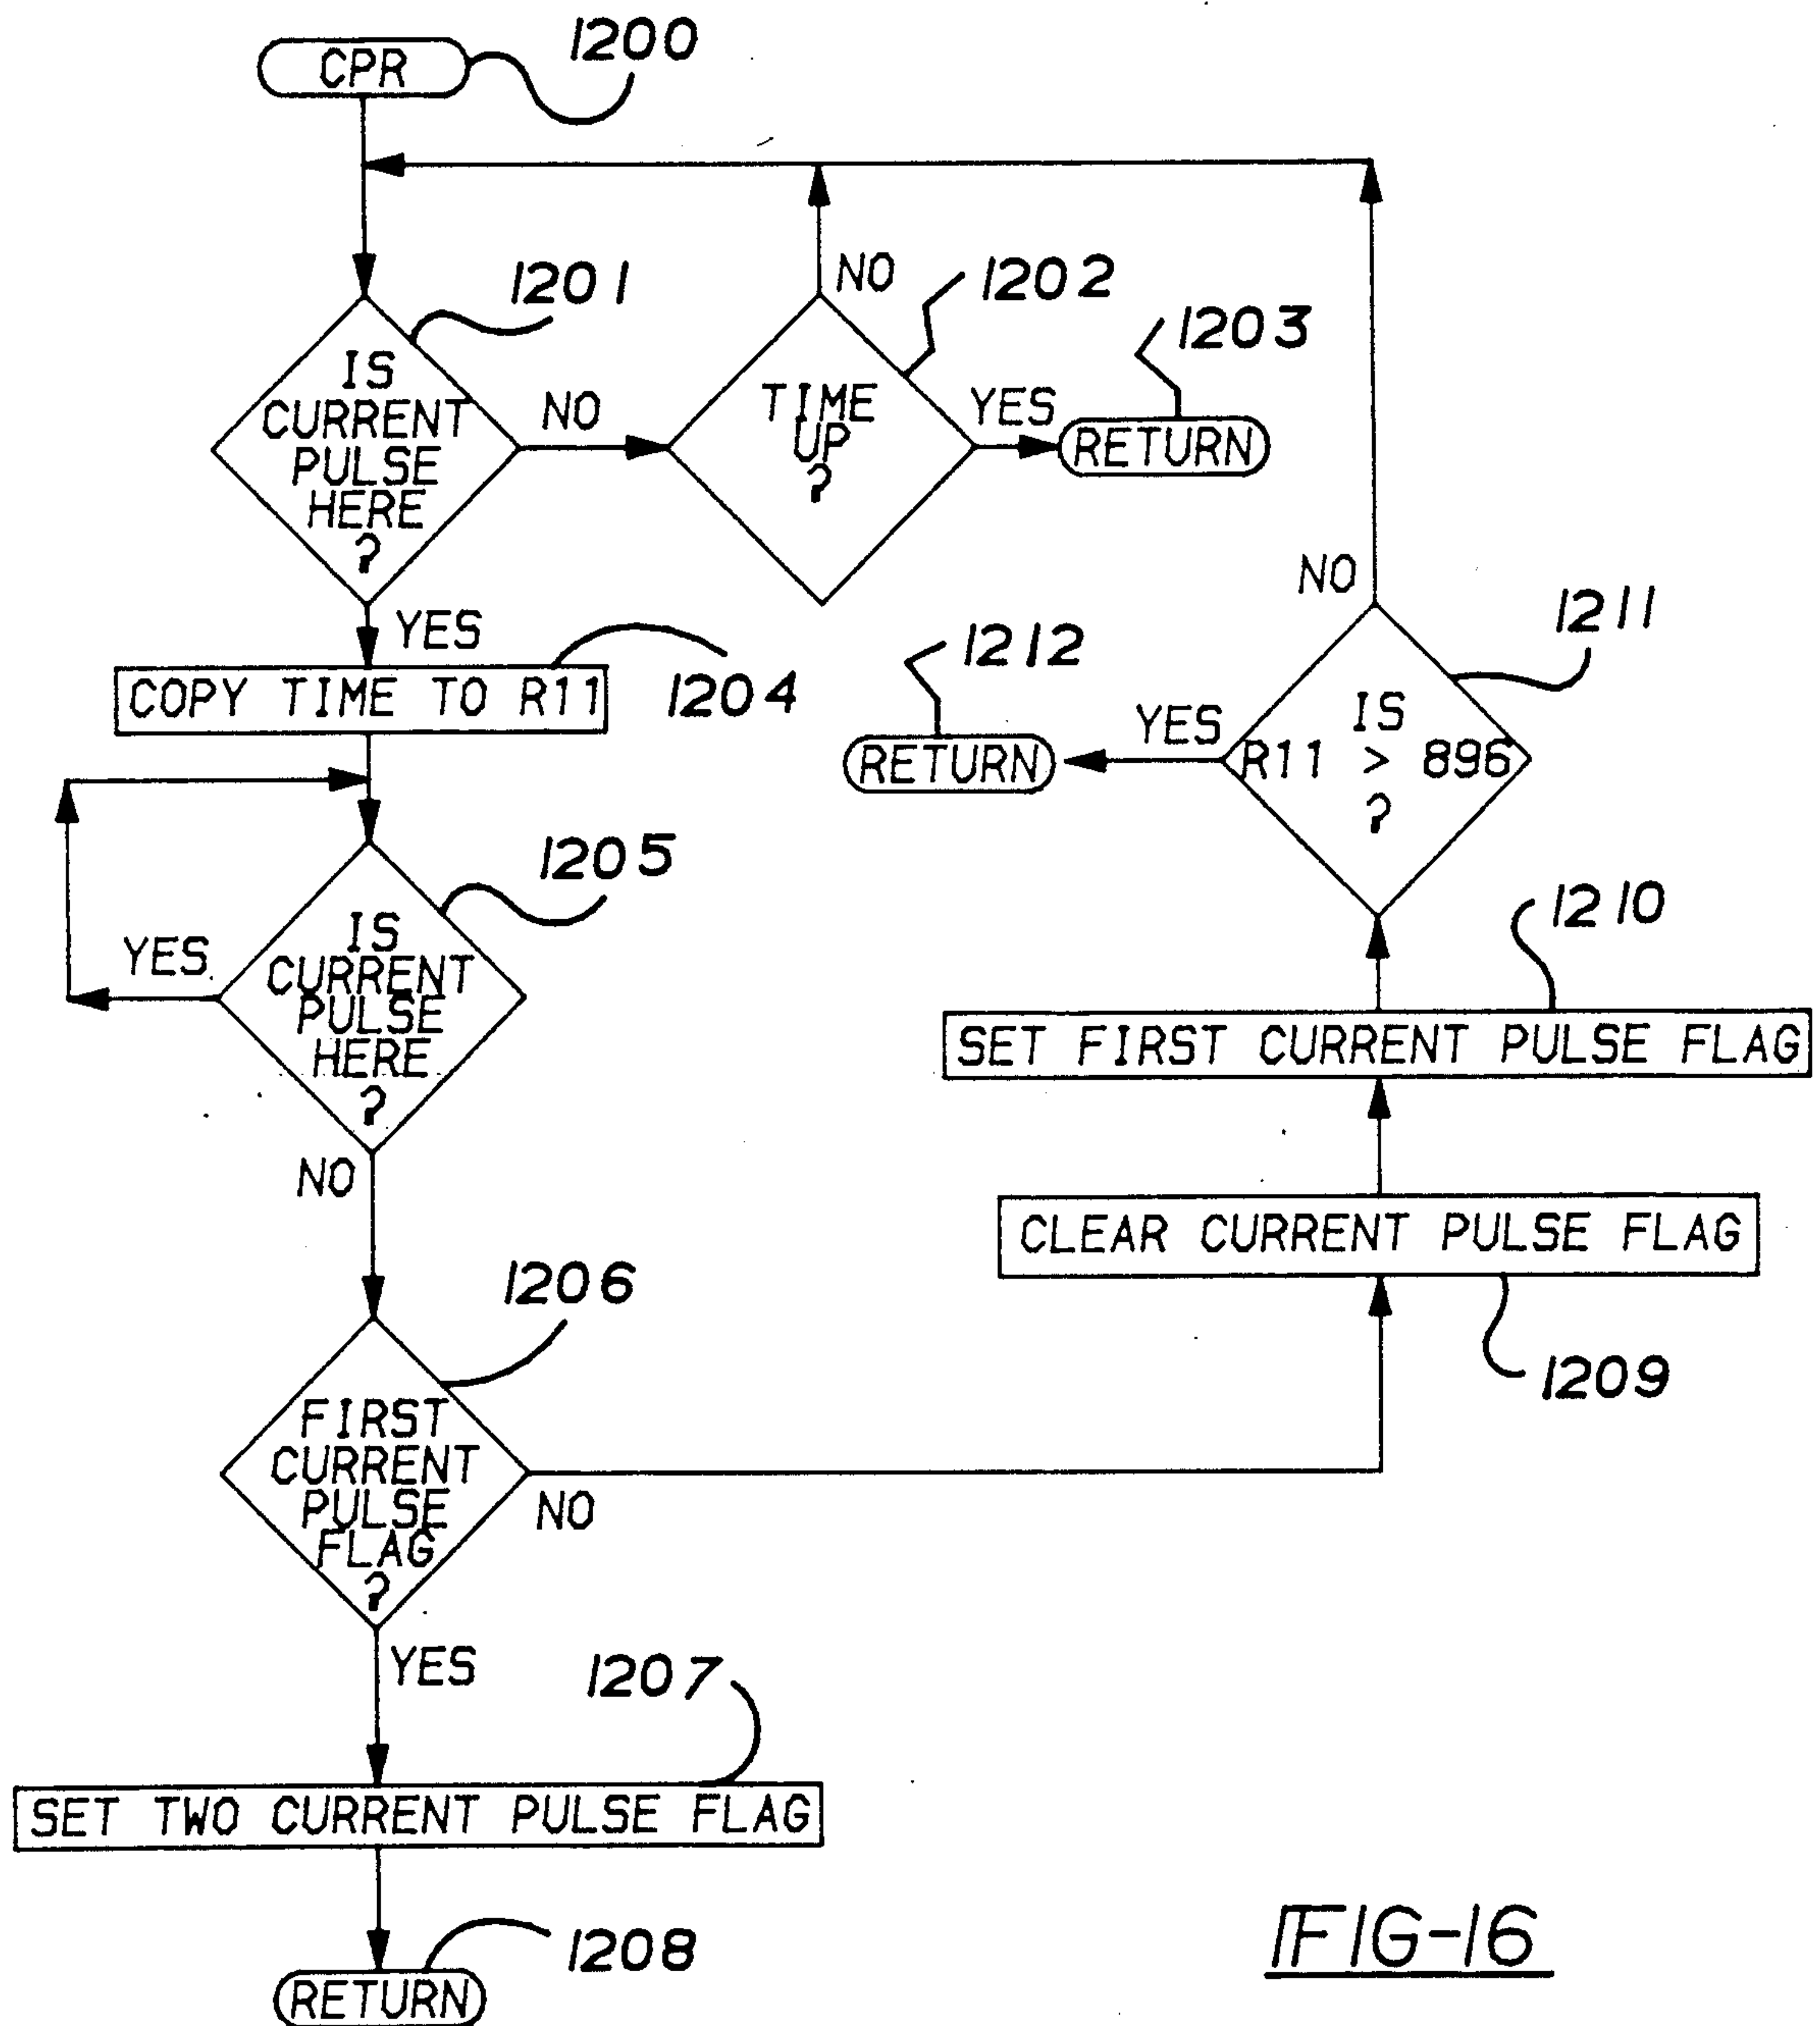 1200
CPR
NO
1202
1201
1203
IS
CURRENT
PULSE
HERE
?
NO
TIME
UP
?
YES
RETURN
NO
1211
YES
1212
COPY TIME TO R11
1204
YES
RETURN
IS
R11 > 896
?
1205
YES
IS
CURRENT
PULSE
HERE
?
1210
SET FIRST CURRENT PULSE FLAG
NO
CLEAR CURRENT PULSE FLAG
1206
1209
FIRST
CURRENT
PULSE
FLAG
?
NO
YES
1207
SET TWO CURRENT PULSE FLAG
1208
RETURN
FIG-16